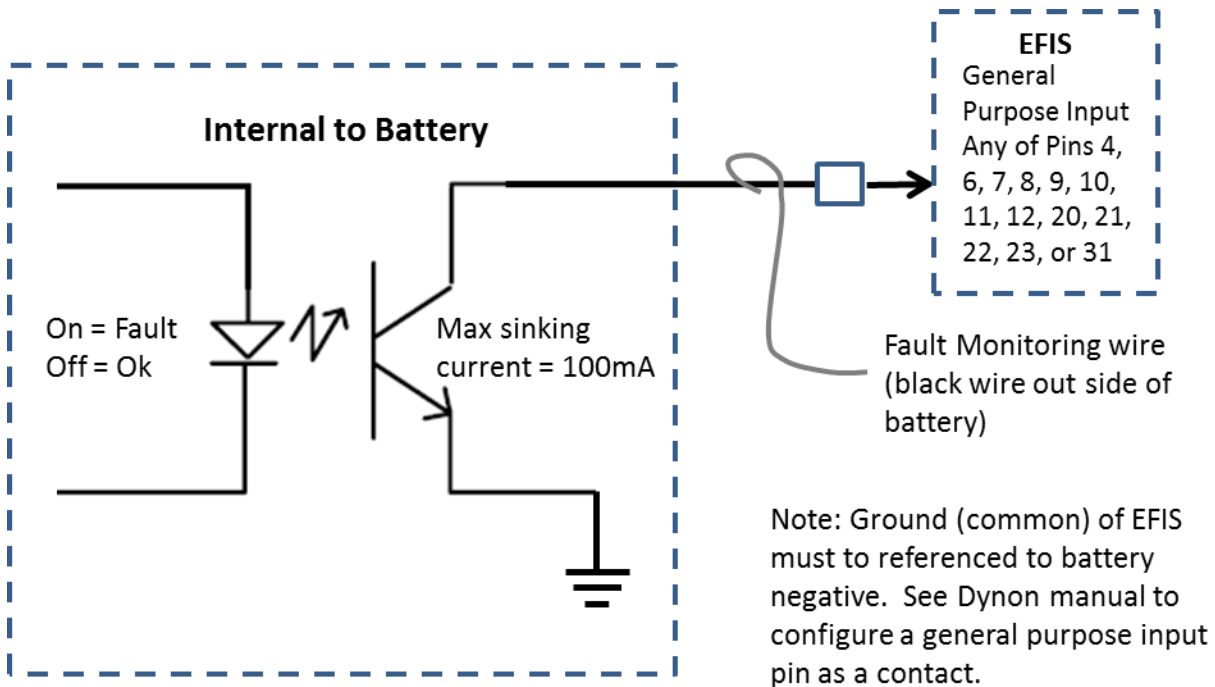 EFIS
General
Purpose Input
Any of Pins 4,
6, 7, 8, 9, 10,
11, 12, 20, 21,
22, 23, or 31
Internal to Battery
On = Fault
Off = Ok
Max sinking
current = 100mA
Fault Monitoring wire
(black wire out side of
battery)
Note: Ground (common) of EFIS
must to referenced to battery
negative. See Dynon manual to
configure a general purpose input
pin as a contact.